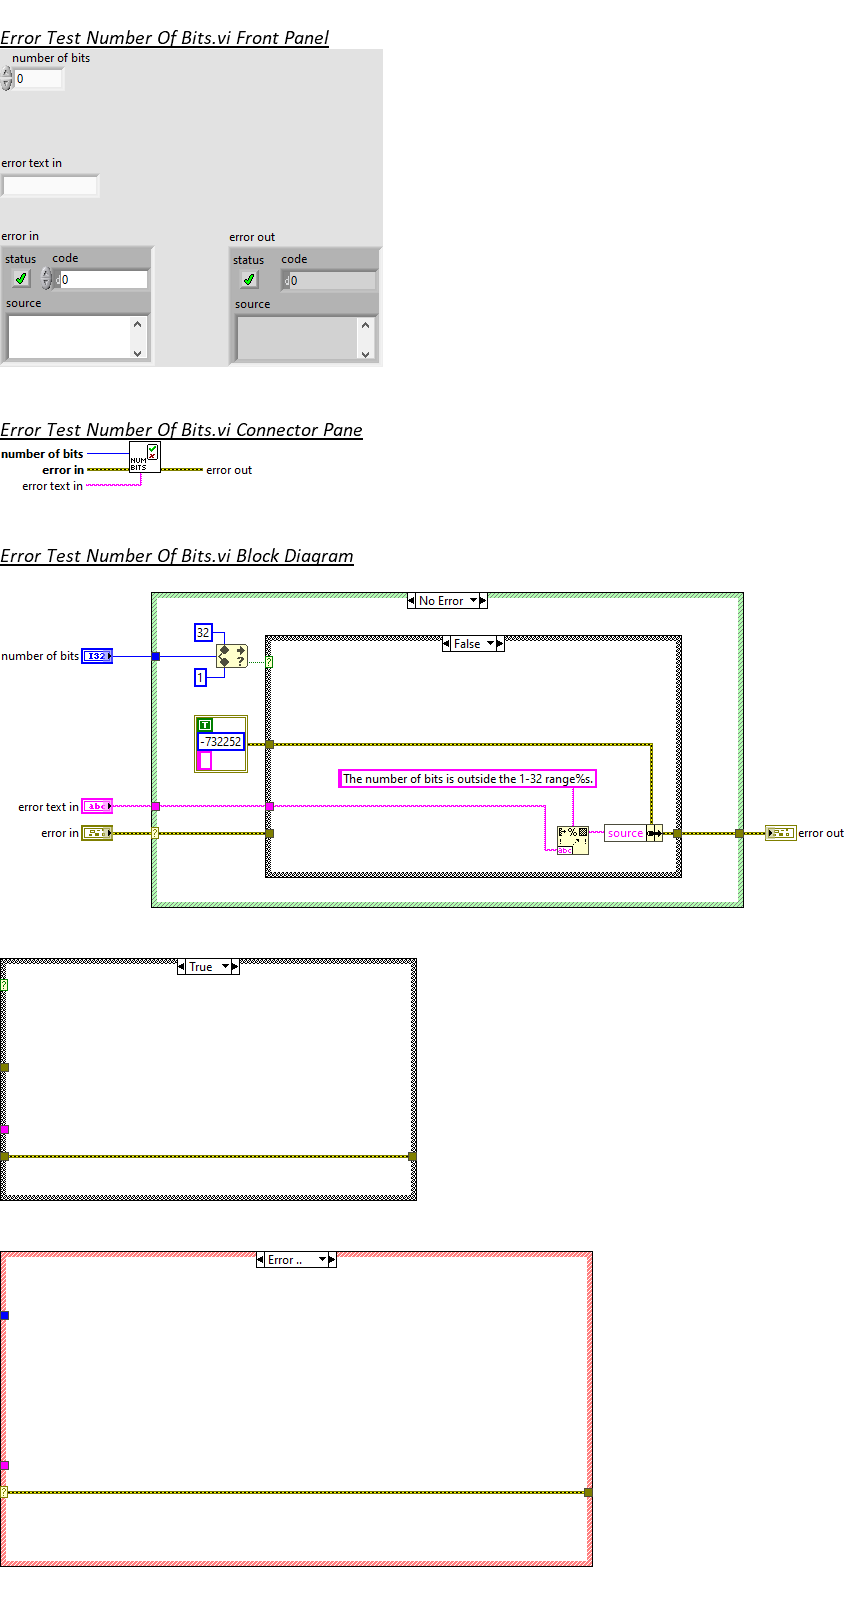 Error Test Number Of Bits.vi Front Panel
number of bits
0
error text in
error in
error out
status code
0
status code
0
source
source
Error Test Number Of Bits.vi Connector Pane
number of bits
NUM
BITS
error in
error out
error text in
Error Test Number Of Bits.vi Block Diagram
No Error
32
False
number of bits
I32
?
?
1
T
-732252
The number of bits is outside the 1-32 range%s.
error text in
abc
error in
?
%
abc
source
error out
True
?
Error ..
?